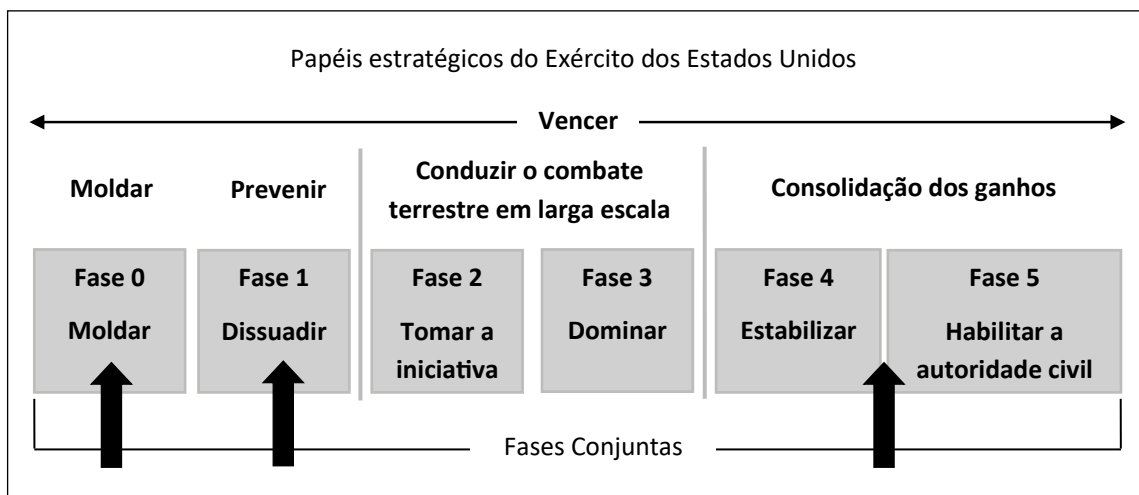 Papéis estratégicos do Exército dos Estados Unidos
Vencer
Moldar
Prevenir
Conduzir o combate
terrestre em larga escala
Consolidação dos ganhos
Fase 0
Moldar
Fase 1
Dissuadir
Fase 2
Tomar a
iniciativa
Fase 3
Dominar
Fase 4
Estabilizar
Fase 5
Habilitar a
autoridade civil
Fases Conjuntas